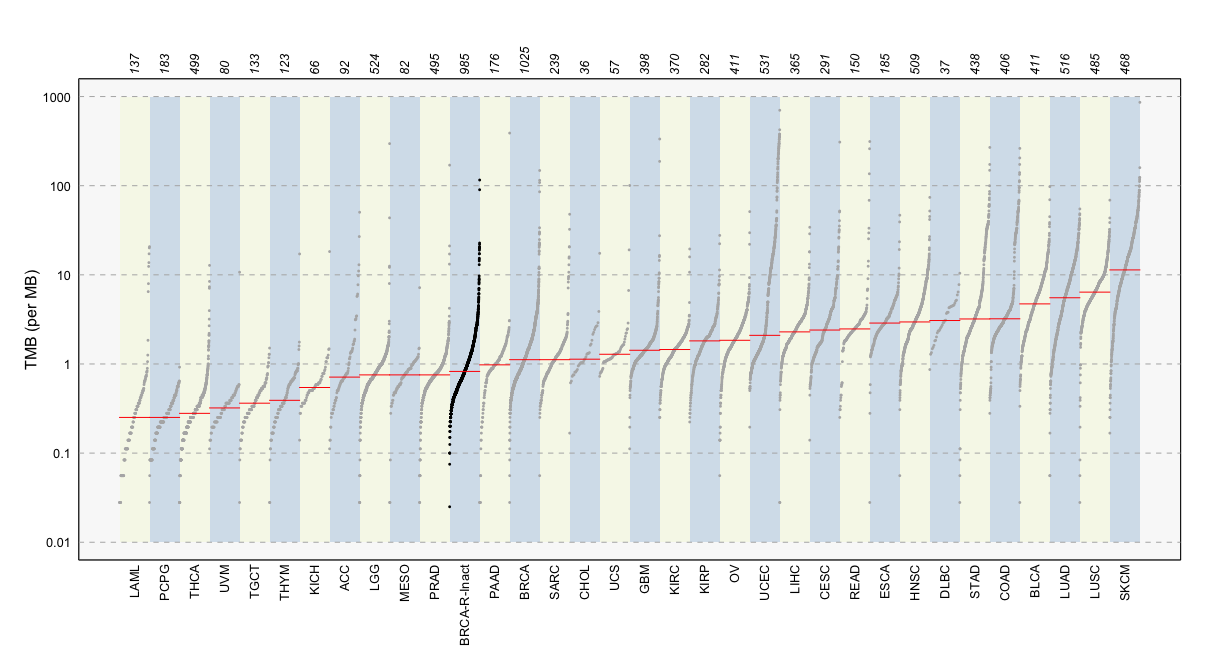 137 183 499 80 133 123 66 92 524 82 495 985 176 1025 239 36 57 398 370 282 411 531 365 291 150 185 509 37 438 406 411 516 485 468
TMB (per MB)
1000
100
10
1
0.1
0.01
LAML PCPG THCA UVM TGCT THYM KICH ACC LGG MESO PRAD BRCA-R-Inact PAAD BRCA SARC CHOL UCS GBM KIRC KIRP OV UCEC LIHC CESC READ ESCA HNSC DLBC STAD COAD BLCA LUAD LUSC SKCM